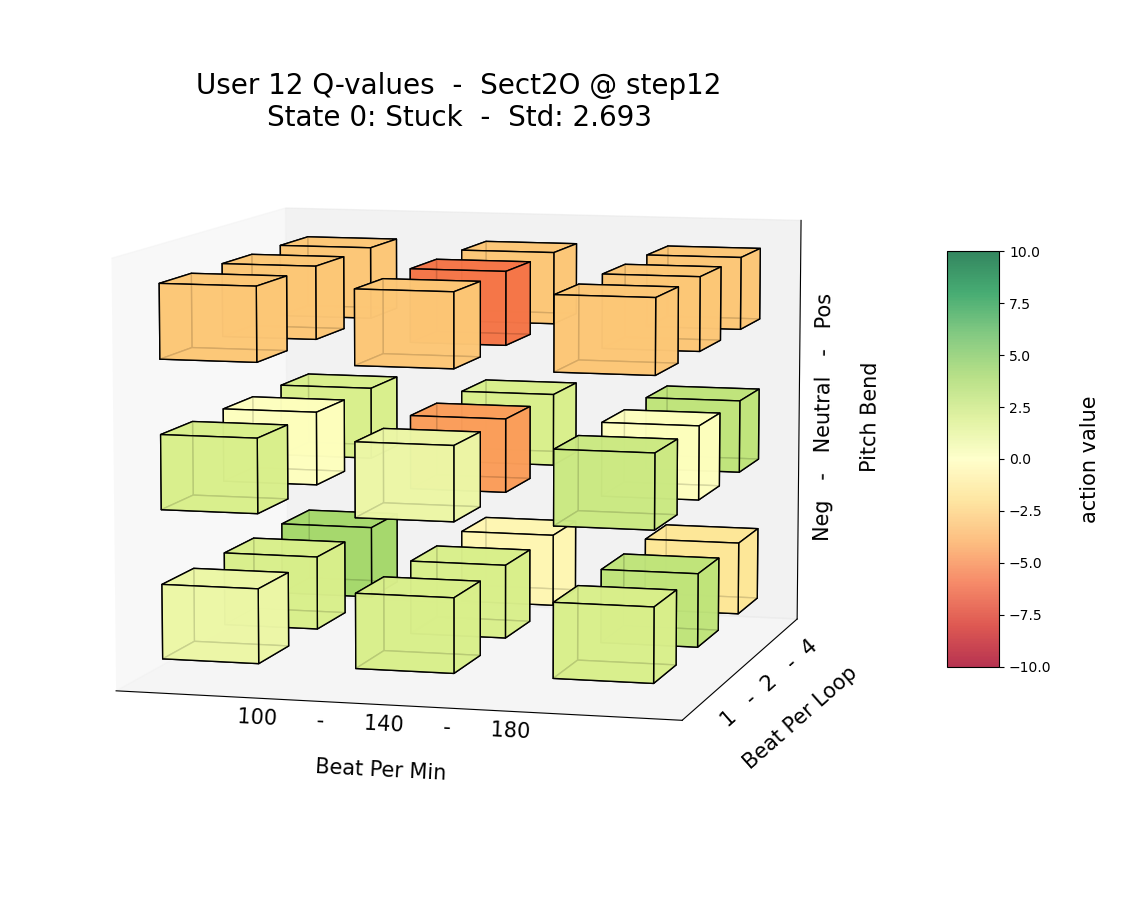 User 12 Q-values  -  Sect2O @ step12
State 0: Stuck  -  Std: 2.693
Neg  -  Neutral  -  Pos
Pitch Bend
1 - 2 - 4
Beat Per Loop
100  -  140  -  180
Beat Per Min
10.0
7.5
5.0
2.5
0.0
−2.5
−5.0
−7.5
−10.0
action value